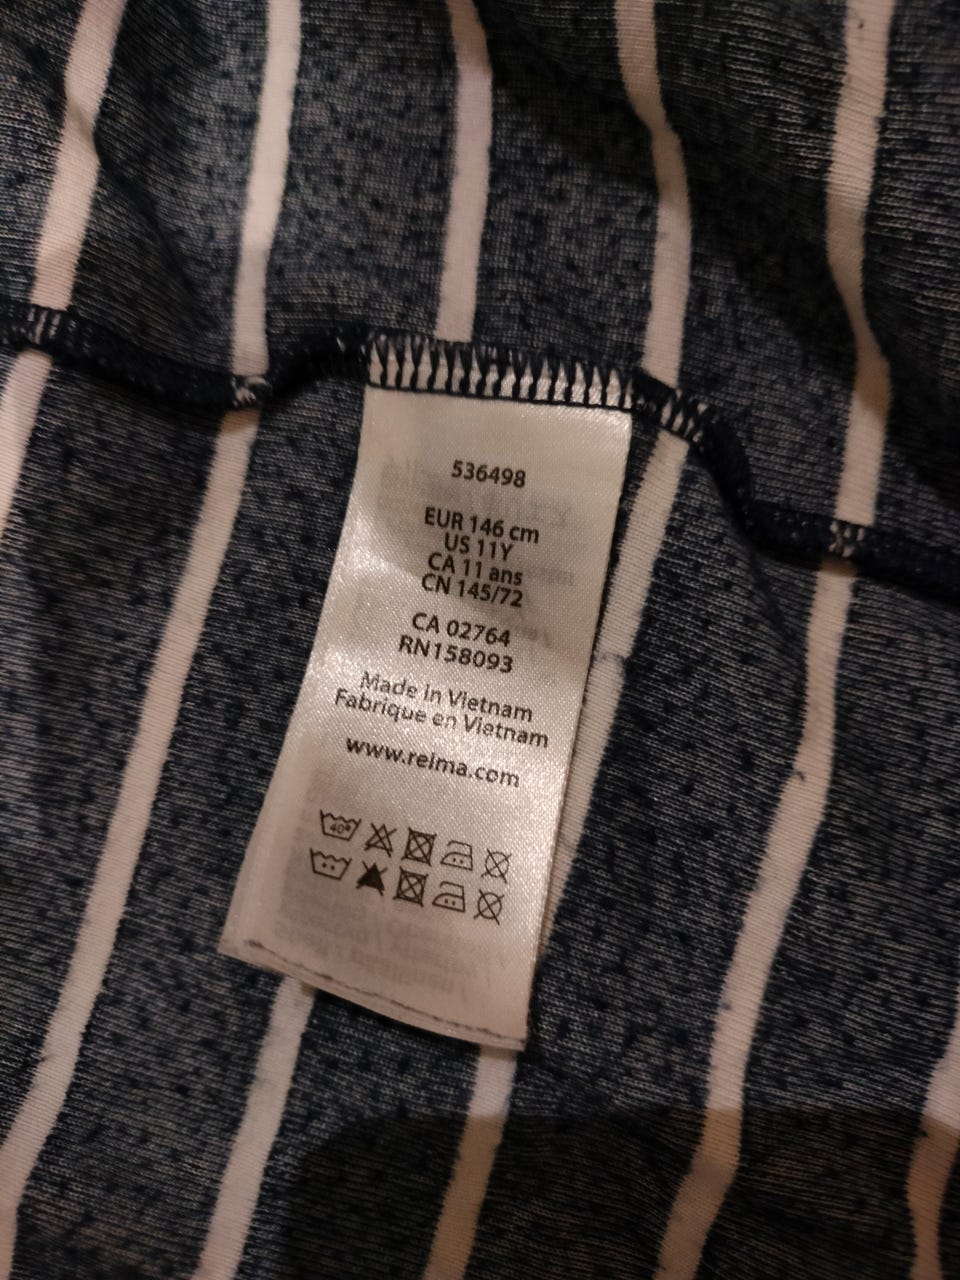 536498
EUR 146 cm
US 11Y
CA 11 ans
CN 145/72
CA 02764
RN158093
Made in Vietnam
Fabrique en Vietnam
www.reima.com
40°